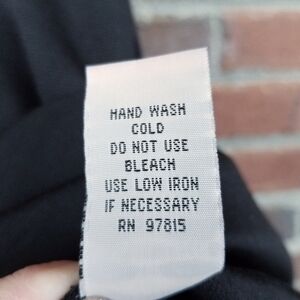 HAND WASH
COLD
DO NOT USE
BLEACH
USE LOW IRON
IF NECESSARY
RN 97815